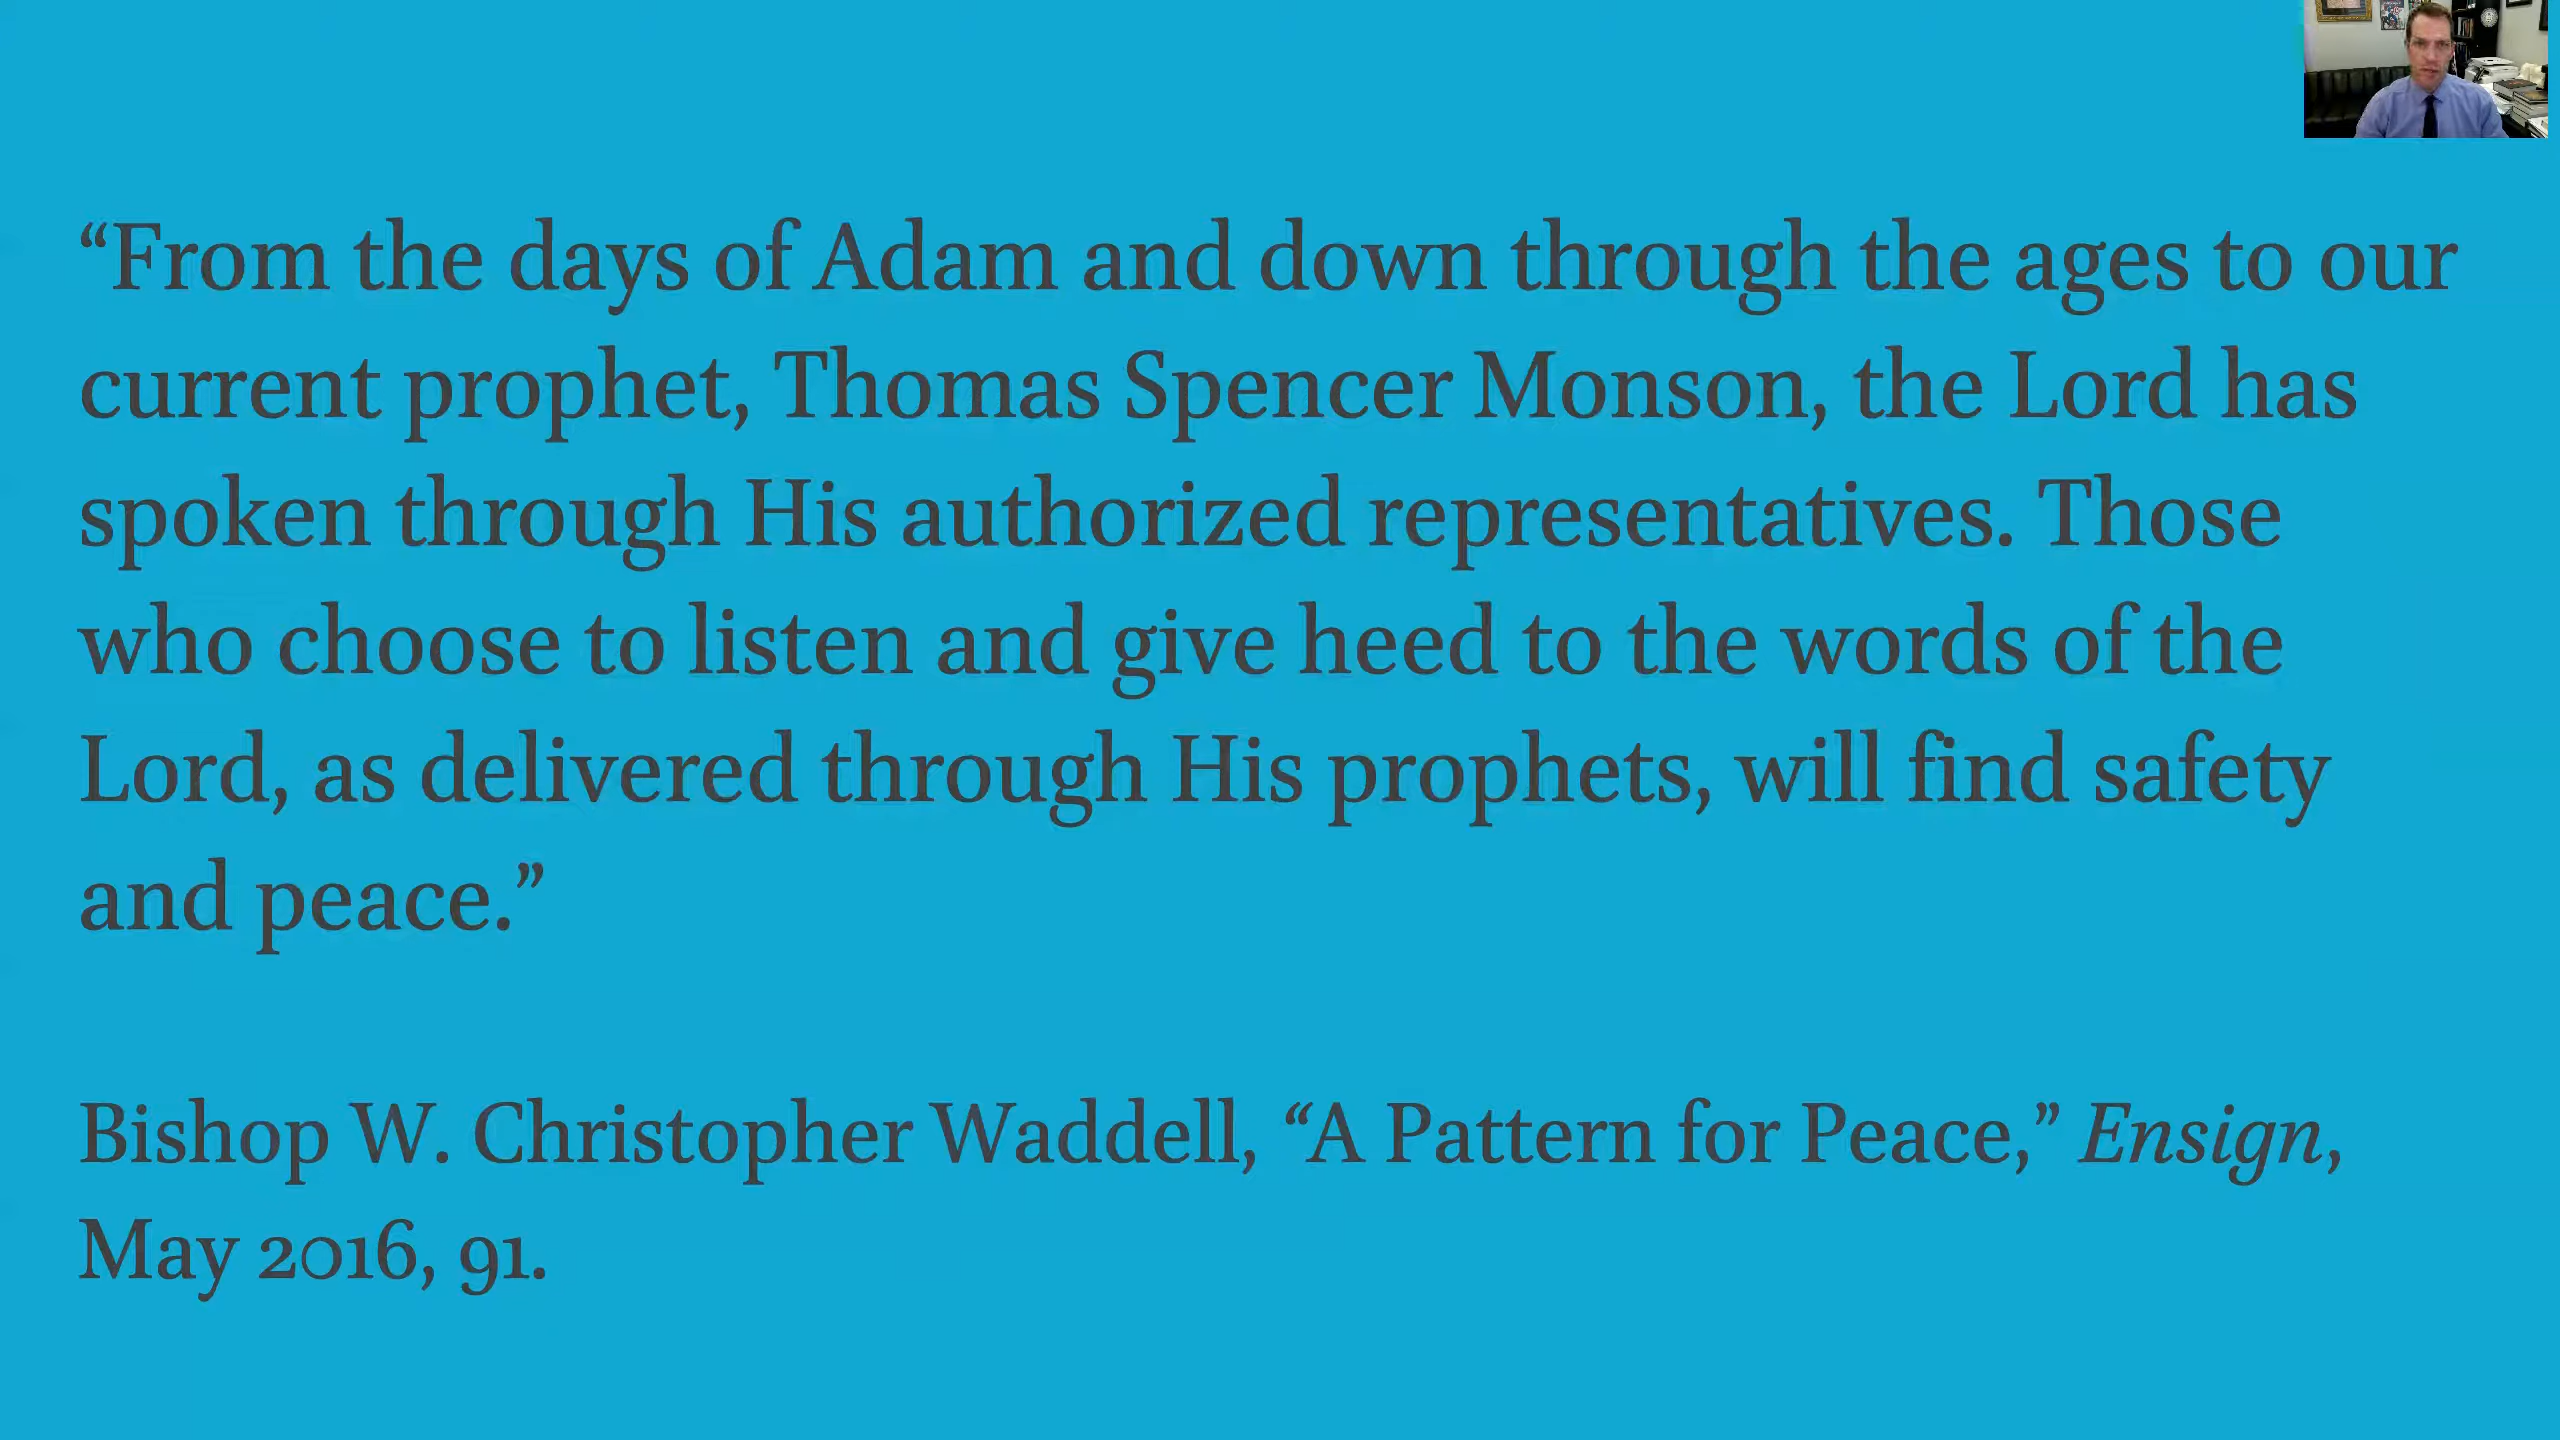 “From the days of Adam and down through the ages to our
current prophet, Thomas Spencer Monson, the Lord has
spoken through His authorized representatives. Those
who choose to listen and give heed to the words of the
Lord, as delivered through His prophets, will find safety
and peace.”
Bishop W. Christopher Waddell, “A Pattern for Peace,” Ensign,
May 2016, 91.